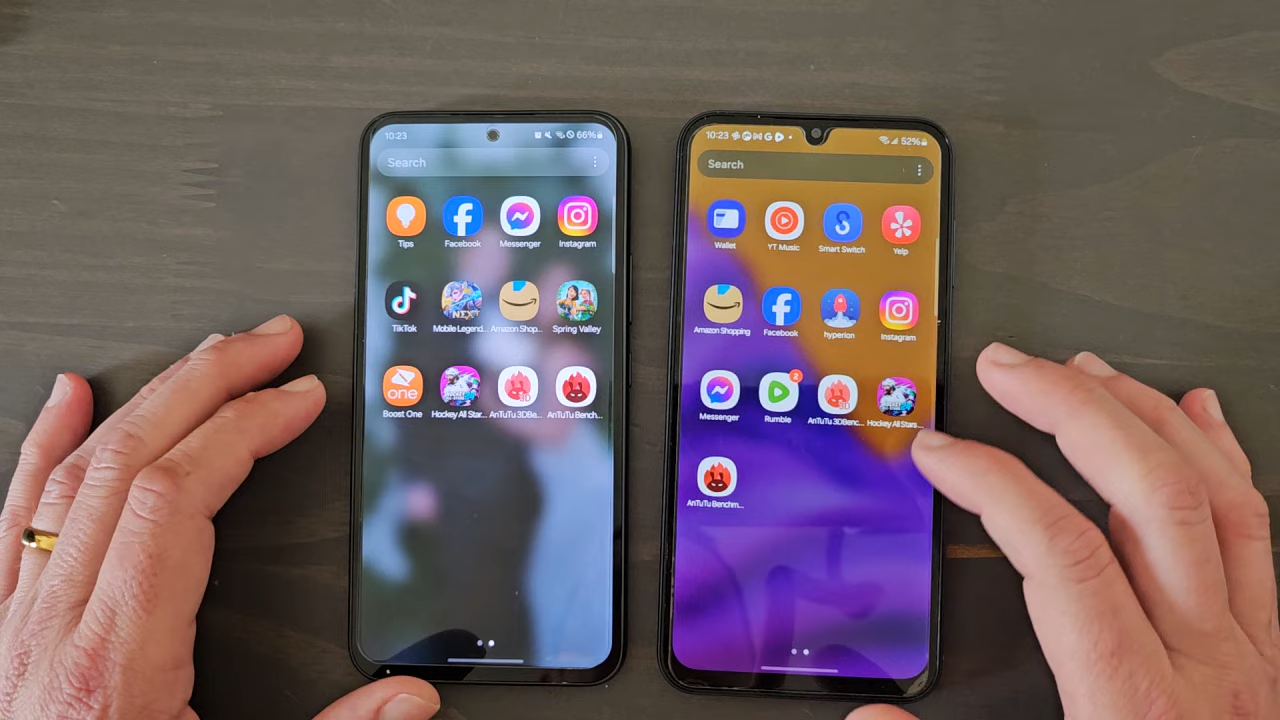 10:23
66%
Search
Tips
Facebook
Messenger
Instagram
TikTok
Mobile Legend...
Amazon Shop...
Spring Valley
one
Boost One
Hockey All Star...
AnTuTu 3DBe...
AnTuTu Bench...
10:23
52%
Search
Wallet
YT Music
Smart Switch
Yelp
Amazon Shopping
Facebook
hyperion
Instagram
2
Messenger
Rumble
AnTuTu 3DBenc...
Hockey All Stars...
AnTuTu Benchm...